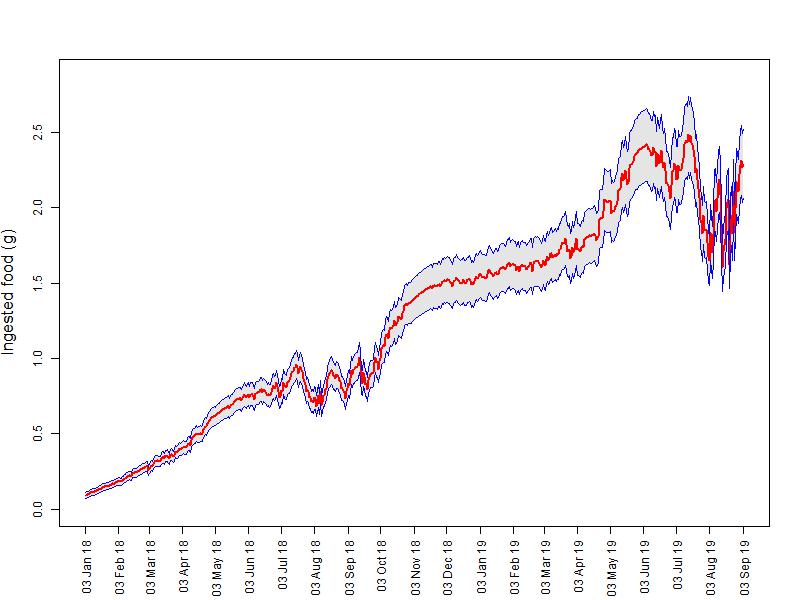 Ingested food (g)
2.5
2.0
1.5
1.0
0.5
0.0
03 Jan 18
03 Feb 18
03 Mar 18
03 Apr 18
03 May 18
03 Jun 18
03 Jul 18
03 Aug 18
03 Sep 18
03 Oct 18
03 Nov 18
03 Dec 18
03 Jan 19
03 Feb 19
03 Mar 19
03 Apr 19
03 May 19
03 Jun 19
03 Jul 19
03 Aug 19
03 Sep 19